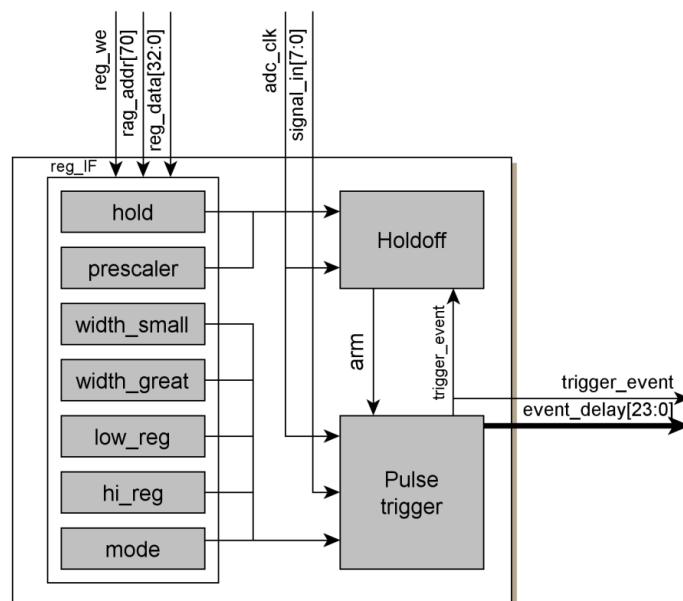 reg_we
rag_addr[70]
reg_data[32:0]
adc_clk
signal_in[7:0]
reg_IF
hold
prescaler
width_small
width_great
low_reg
hi_reg
mode
Holdoff
arm
trigger_event
trigger_event
event_delay[23:0]
Pulse
trigger